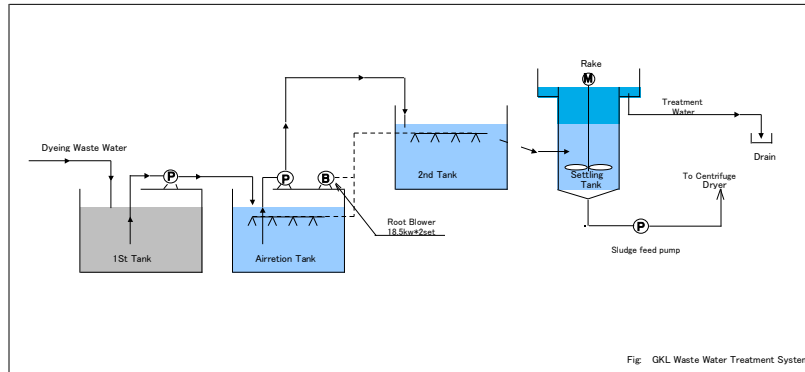 Rake
M
Treatment
Water
Drain
Dyeing Waste Water
P
P
B
2nd Tank
Settling
Tank
To Centrifuge
Dryer
Root Blower
18.5kw*2set
P
Sludge feed pump
1St Tank
Airretion Tank
Fig: GKL Waste Water Treatment System